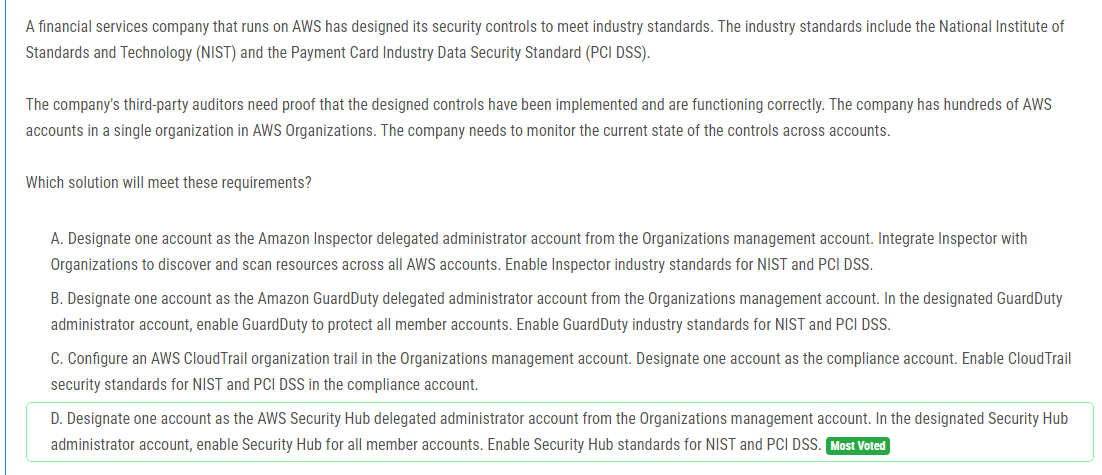 A financial services company that runs on AWS has designed its security controls to meet industry standards. The industry standards include the National Institute of
Standards and Technology (NIST) and the Payment Card Industry Data Security Standard (PCI DSS).
The company's third-party auditors need proof that the designed controls have been implemented and are functioning correctly. The company has hundreds of AWS
accounts in a single organization in AWS Organizations. The company needs to monitor the current state of the controls across accounts.
Which solution will meet these requirements?
A. Designate one account as the Amazon Inspector delegated administrator account from the Organizations management account. Integrate Inspector with
Organizations to discover and scan resources across all AWS accounts. Enable Inspector industry standards for NIST and PCI DSS.
B. Designate one account as the Amazon GuardDuty delegated administrator account from the Organizations management account. In the designated GuardDuty
administrator account, enable GuardDuty to protect all member accounts. Enable GuardDuty industry standards for NIST and PCI DSS.
C. Configure an AWS CloudTrail organization trail in the Organizations management account. Designate one account as the compliance account. Enable CloudTrail
security standards for NIST and PCI DSS in the compliance account.
D. Designate one account as the AWS Security Hub delegated administrator account from the Organizations management account. In the designated Security Hub
administrator account, enable Security Hub for all member accounts. Enable Security Hub standards for NIST and PCI DSS. Most Voted